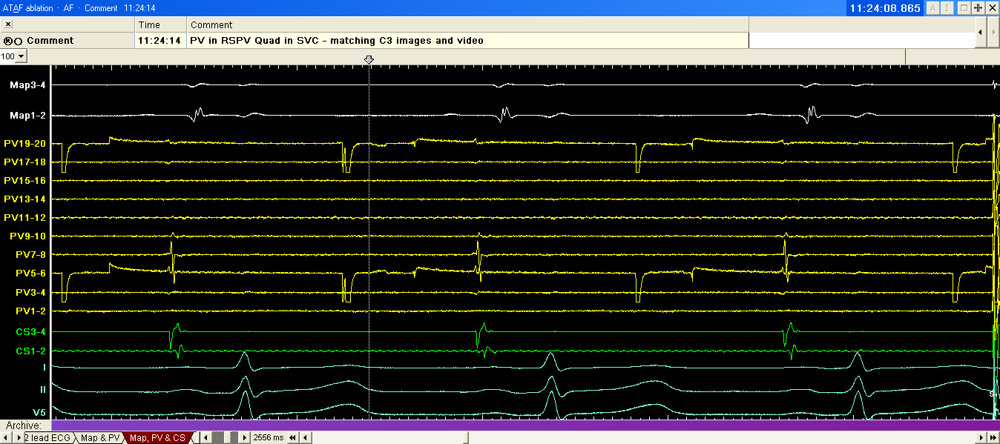 ATAF ablation · AF · Comment 11:24:14
11:24:08.865 A I
Time Comment
Comment 11:24:14 PV in RSPV Quad in SVC - matching C3 images and video
100
Map3-4
Map1-2
PV19-20
PV17-18
PV15-16
PV13-14
PV11-12
PV9-10
PV7-8
PV5-6
PV3-4
PV1-2
CS3-4
CS1-2
I
II
V5
Archive:
2 lead ECG Map & PV Map, PV & CS 2556 ms